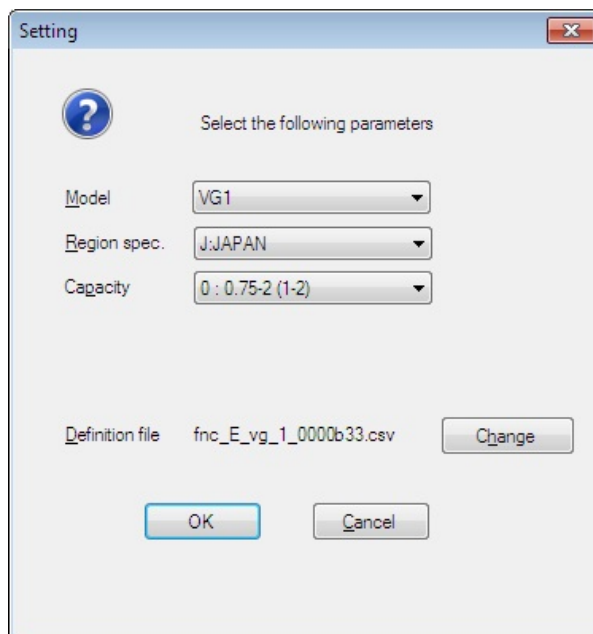 Setting
Select the following parameters
Model VG1
Region spec. J:JAPAN
Capacity 0 : 0.75-2 (1-2)
Definition file fnc_E_vg_1_0000b33.csv Change
OK Cancel